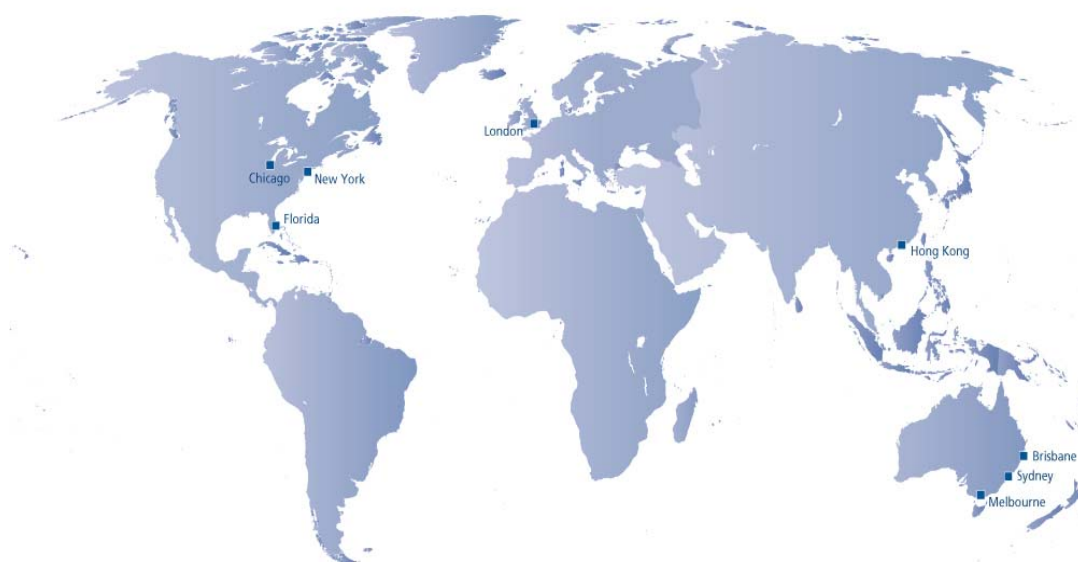 London
Chicago
New York
Florida
Hong Kong
Brisbane
Sydney
Melbourne